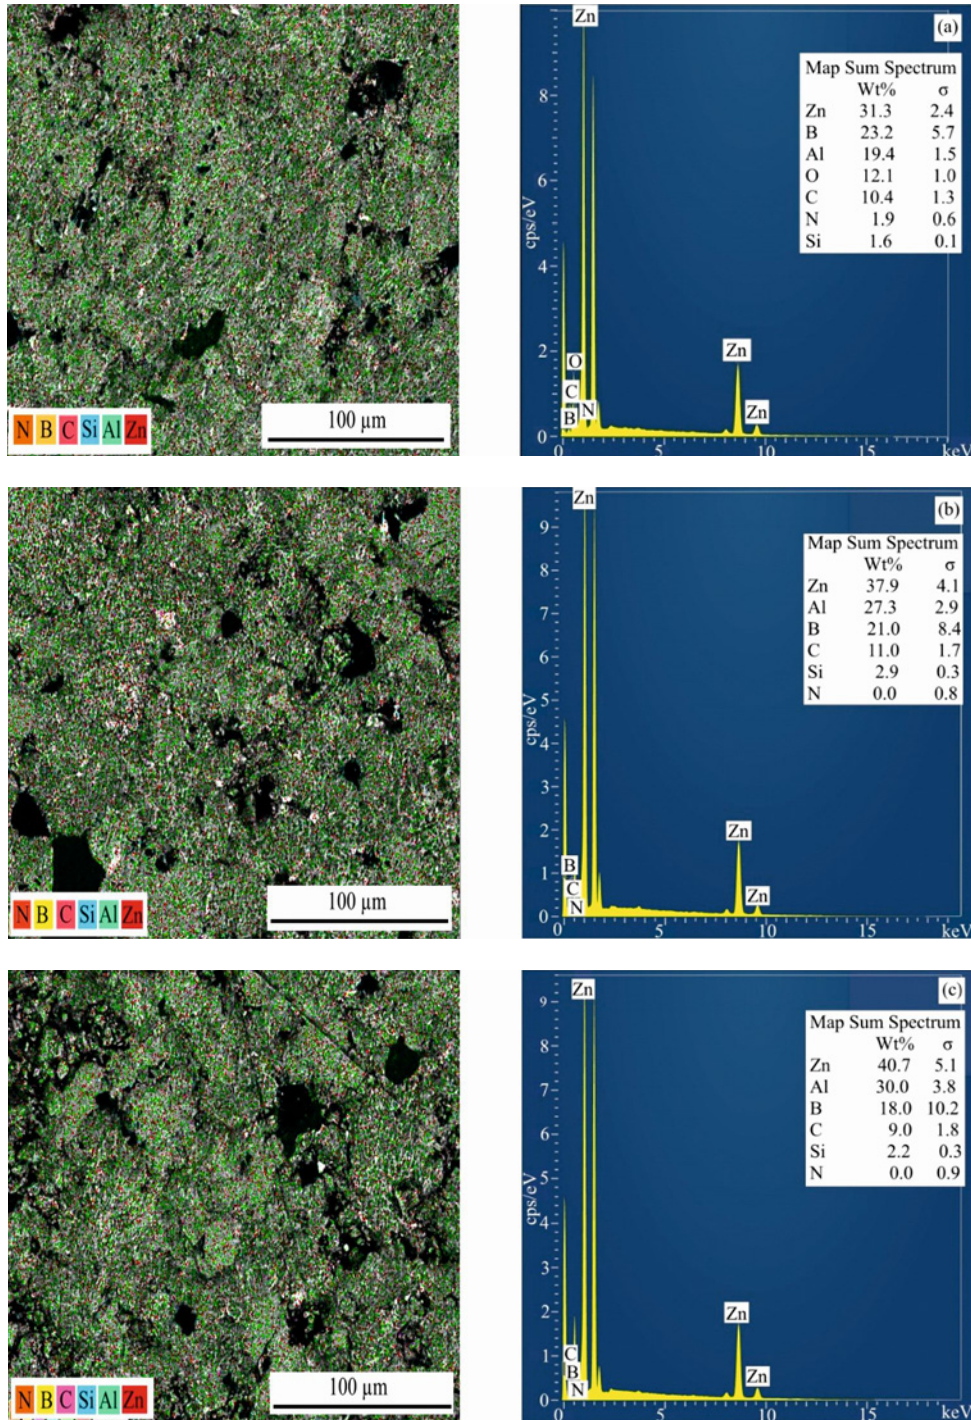 N B C Si Al Zn
100 µm
(a)
Zn
Map Sum Spectrum
Wt% σ
Zn 31.3 2.4
B 23.2 5.7
Al 19.4 1.5
O 12.1 1.0
C 10.4 1.3
N 1.9 0.6
Si 1.6 0.1
cps/eV
8
6
4
2
0
O
C
B
N
Zn
Zn
0 5 10 15 keV
N B C Si Al Zn
100 µm
(b)
Zn
Map Sum Spectrum
Wt% σ
Zn 37.9 4.1
Al 27.3 2.9
B 21.0 8.4
C 11.0 1.7
Si 2.9 0.3
N 0.0 0.8
cps/eV
9
8
7
6
5
4
3
2
1
0
B
C
N
Zn
Zn
0 5 10 15 keV
N B C Si Al Zn
100 µm
(c)
Zn
Map Sum Spectrum
Wt% σ
Zn 40.7 5.1
Al 30.0 3.8
B 18.0 10.2
C 9.0 1.8
Si 2.2 0.3
N 0.0 0.9
cps/eV
9
8
7
6
5
4
3
2
1
0
C
B
N
Zn
Zn
0 5 10 15 keV